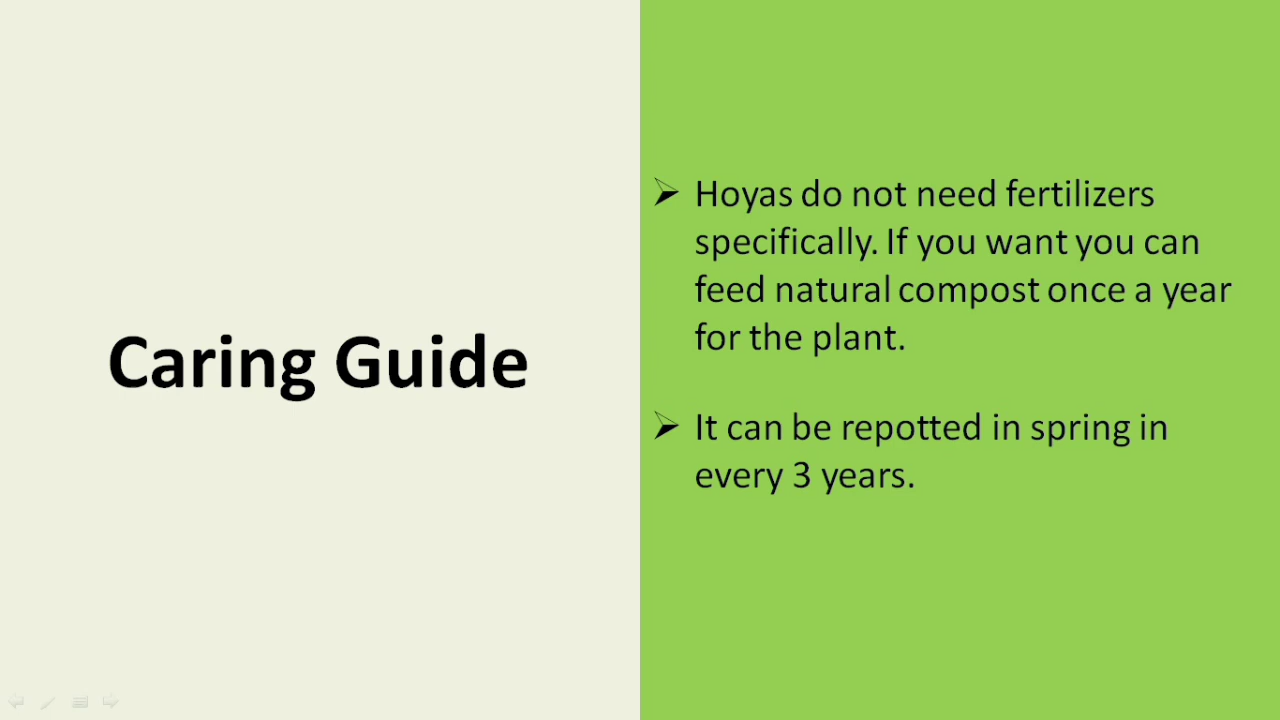 Caring Guide
Hoyas do not need fertilizers
specifically. If you want you can
feed natural compost once a year
for the plant.
It can be repotted in spring in
every 3 years.